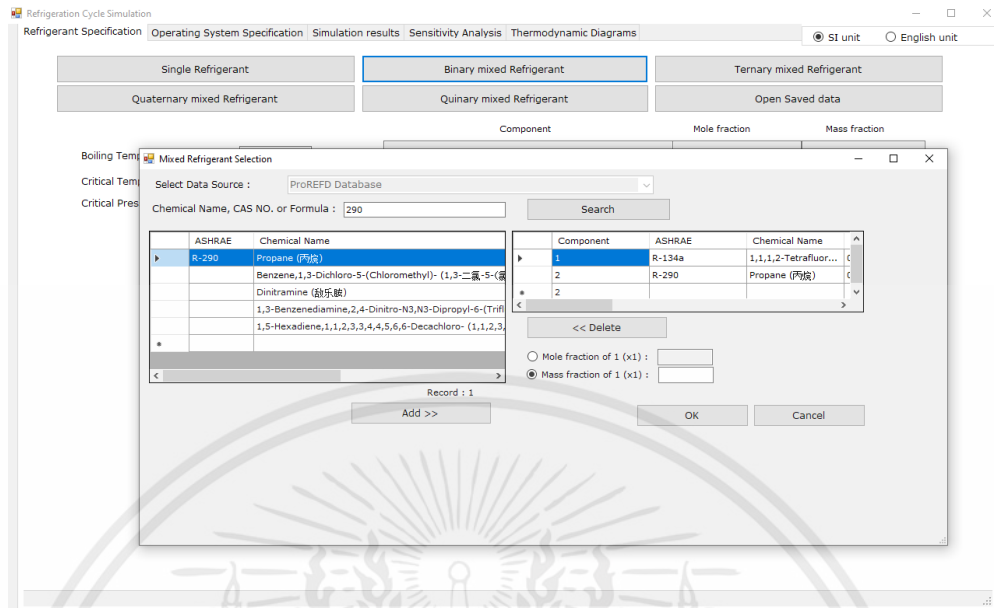 Refrigeration Cycle Simulation
Refrigerant Specification Operating System Specification Simulation results Sensitivity Analysis Thermodynamic Diagrams
SI unit English unit
Single Refrigerant Binary mixed Refrigerant Ternary mixed Refrigerant
Quaternary mixed Refrigerant Quinary mixed Refrigerant Open Saved data
Component Mole fraction Mass fraction
Boiling Temp
Critical Temp
Critical Pres
Mixed Refrigerant Selection
Select Data Source : ProREFD Database
Chemical Name, CAS NO. or Formula : 290 Search
ASHRAE Chemical Name
R-290 Propane (丙烷)
Benzene,1,3-Dichloro-5-(Chloromethyl)- (1,3-二氯-5-(氯
Dinitramine (敌乐胺)
1,3-Benzenediamine,2,4-Dinitro-N3,N3-Dipropyl-6-(Trifl
1,5-Hexadiene,1,1,2,3,3,4,4,5,6,6-Decachloro- (1,1,2,3,
Component ASHRAE Chemical Name
1 R-134a 1,1,1,2-Tetrafluor...
2 R-290 Propane (丙烷)
2
<< Delete
Mole fraction of 1 (x1) :
Mass fraction of 1 (x1) :
Record : 1
Add >> OK Cancel